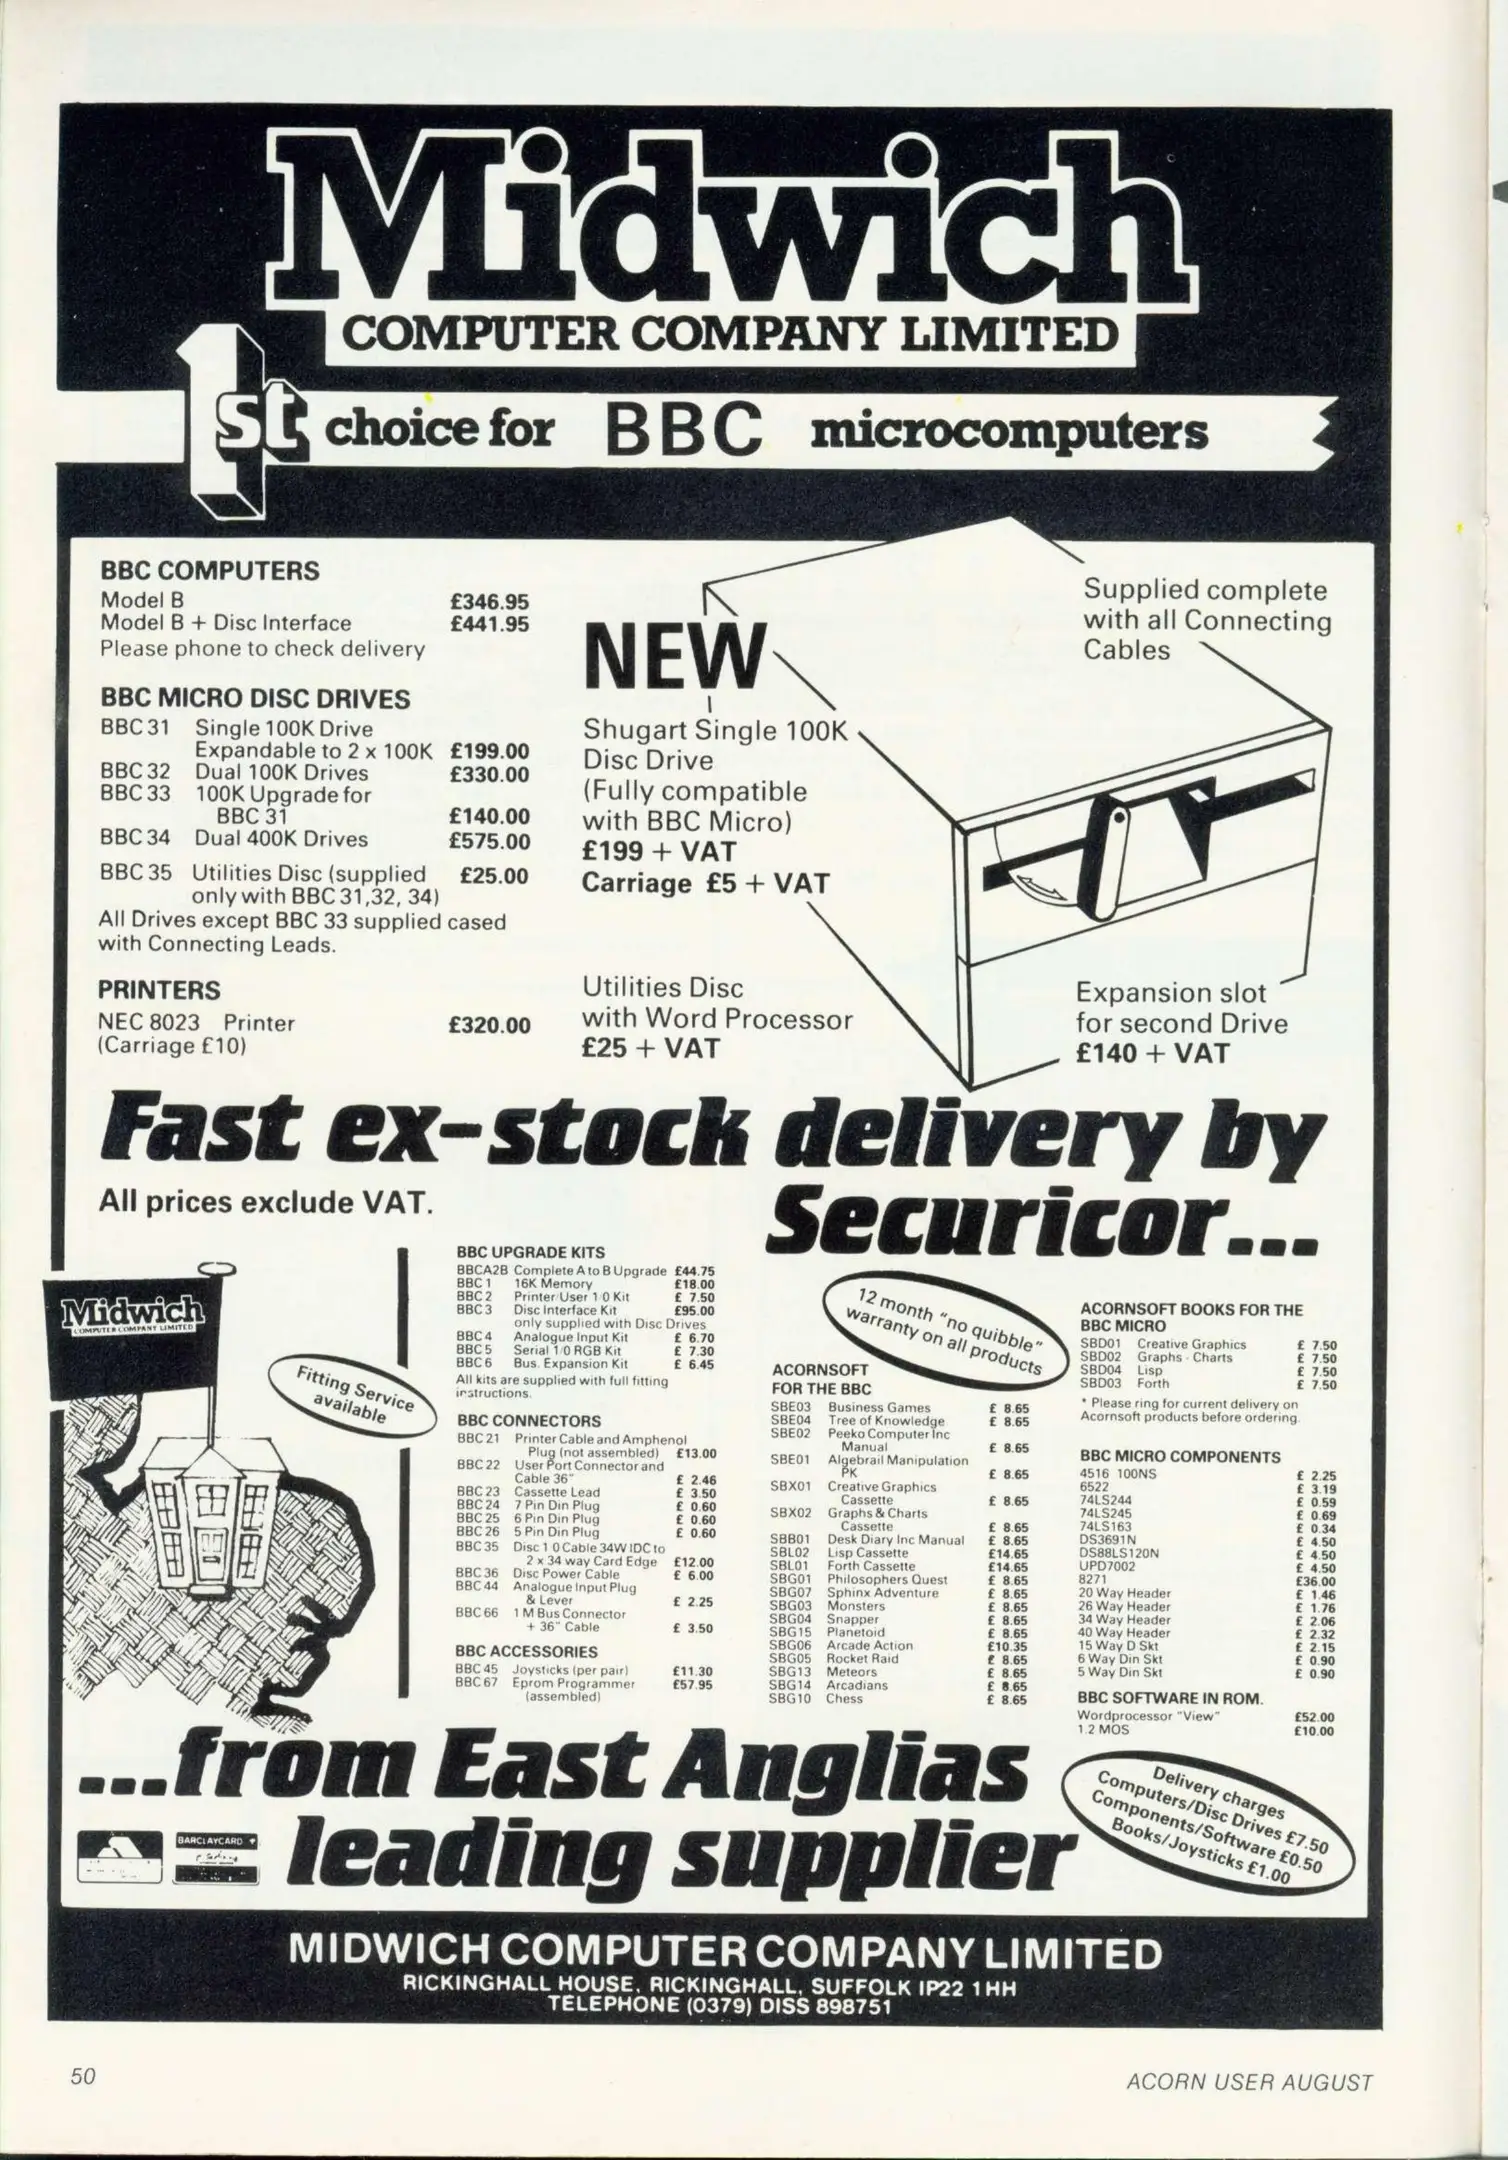 Midwich
COMPUTER COMPANY LIMITED
1st choice for BBC microcomputers
BBC COMPUTERS
Model B £346.95
Model B + Disc Interface £441.95
Please phone to check delivery
BBC MICRO DISC DRIVES
BBC 31 Single 100K Drive
Expandable to 2 x 100K £199.00
BBC 32 Dual 100K Drives £330.00
BBC 33 100K Upgrade for
BBC 31 £140.00
BBC 34 Dual 400K Drives £575.00
BBC 35 Utilities Disc (supplied £25.00
only with BBC 31,32, 34)
All Drives except BBC 33 supplied cased
with Connecting Leads.
PRINTERS
NEC 8023 Printer £320.00
(Carriage £10)
NEW
Shugart Single 100K
Disc Drive
(Fully compatible
with BBC Micro)
£199 + VAT
Carriage £5 + VAT
Utilities Disc
with Word Processor
£25 + VAT
Supplied complete
with all Connecting
Cables
Expansion slot
for second Drive
£140 + VAT
Fast ex-stock delivery by
Securicor...
All prices exclude VAT.
Midwich
COMPUTER COMPANY LIMITED
Fitting Service
available
BBC UPGRADE KITS
BBCA2B Complete A to B Upgrade £44.75
BBC 1 16K Memory £18.00
BBC 2 Printer/User 1 0 Kit £ 7.50
BBC 3 Disc Interface Kit £95.00
only supplied with Disc Drives
BBC 4 Analogue Input Kit £ 6.70
BBC 5 Serial 1/0 RGB Kit £ 7.30
BBC 6 Bus. Expansion Kit £ 6.45
All kits are supplied with full fitting
instructions.
BBC CONNECTORS
BBC 21 Printer Cable and Amphenol
Plug (not assembled) £13.00
BBC 22 User Port Connector and
Cable 36" £ 2.46
BBC 23 Cassette Lead £ 3.50
BBC 24 7 Pin Din Plug £ 0.60
BBC 25 6 Pin Din Plug £ 0.60
BBC 26 5 Pin Din Plug £ 0.60
BBC 35 Disc 1 0 Cable 34W IDC to
2 x 34 way Card Edge £12.00
BBC 36 Disc Power Cable £ 6.00
BBC 44 Analogue Input Plug
& Lever £ 2.25
BBC 66 1 M Bus Connector
+ 36" Cable £ 3.50
BBC ACCESSORIES
BBC 45 Joysticks (per pair) £11.30
BBC 67 Eprom Programmer £57.95
(assembled)
12 month "no quibble"
warranty on all products
ACORNSOFT
FOR THE BBC
SBE03 Business Games £ 8.65
SBE04 Tree of Knowledge £ 8.65
SBE02 Peeko Computer Inc
Manual £ 8.65
SBE01 Algebrail Manipulation
PK £ 8.65
SBX01 Creative Graphics
Cassette £ 8.65
SBX02 Graphs & Charts
Cassette £ 8.65
SBB01 Desk Diary Inc Manual £ 8.65
SBL02 Lisp Cassette £14.65
SBL01 Forth Cassette £14.65
SBG01 Philosophers Quest £ 8.65
SBG07 Sphinx Adventure £ 8.65
SBG03 Monsters £ 8.65
SBG04 Snapper £ 8.65
SBG15 Planetoid £ 8.65
SBG06 Arcade Action £10.35
SBG05 Rocket Raid £ 8.65
SBG13 Meteors £ 8.65
SBG14 Arcadians £ 8.65
SBG10 Chess £ 8.65
ACORNSOFT BOOKS FOR THE
BBC MICRO
SBD01 Creative Graphics £ 7.50
SBD02 Graphs - Charts £ 7.50
SBD04 Lisp £ 7.50
SBD03 Forth £ 7.50
* Please ring for current delivery on
Acornsoft products before ordering.
BBC MICRO COMPONENTS
4516 100NS £ 2.25
6522 £ 3.19
74LS244 £ 0.59
74LS245 £ 0.69
74LS163 £ 0.34
DS3691N £ 4.50
DS88LS120N £ 4.50
UPD7002 £ 4.50
8271 £36.00
20 Way Header £ 1.46
26 Way Header £ 1.76
34 Way Header £ 2.06
40 Way Header £ 2.32
15 Way D Skt £ 2.15
6 Way Din Skt £ 0.90
5 Way Din Skt £ 0.90
BBC SOFTWARE IN ROM.
Wordprocessor "View" £52.00
1.2 MOS £10.00
...from East Anglias
leading supplier
BARCLAYCARD
Delivery charges
Computers/Disc Drives £7.50
Components/Software £0.50
Books/Joysticks £1.00
MIDWICH COMPUTER COMPANY LIMITED
RICKINGHALL HOUSE, RICKINGHALL, SUFFOLK IP22 1HH
TELEPHONE (0379) DISS 898751
50
ACORN USER AUGUST